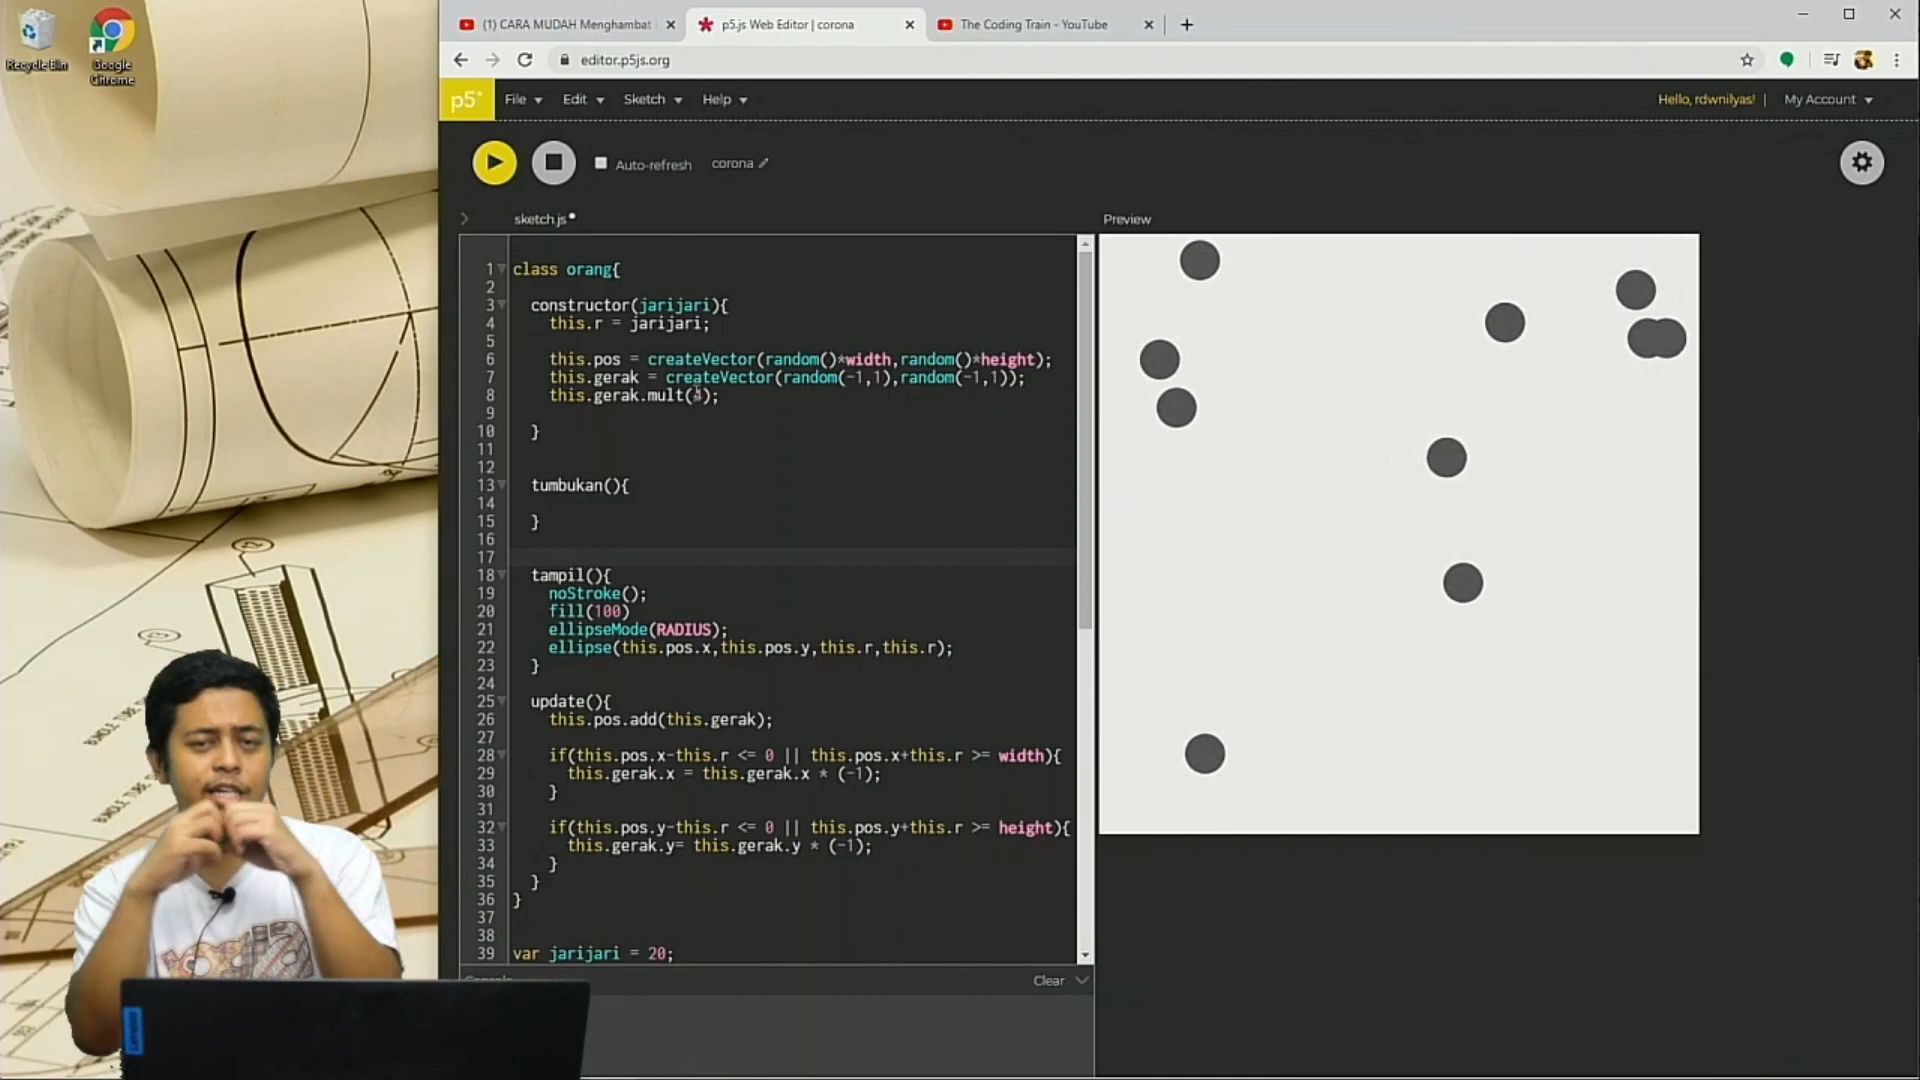 (1) CARA MUDAH Menghambat
p5.js Web Editor | corona
The Coding Train - YouTube
Recycle Bin
Google Chrome
editor.p5js.org
p5*
File
Edit
Sketch
Help
Hello, rdwnilyas!
|
My Account
Auto-refresh
corona
sketch.js
Preview
1 class orang{
2
3 constructor(jarijari){
4 this.r = jarijari;
5
6 this.pos = createVector(random()*width,random()*height);
7 this.gerak = createVector(random(-1,1),random(-1,1));
8 this.gerak.mult( );
9
10 }
11
12
13 tumbukan(){
14
15 }
16
17
18 tampil(){
19 noStroke();
20 fill(100)
21 ellipseMode(RADIUS);
22 ellipse(this.pos.x,this.pos.y,this.r,this.r);
23 }
24
25 update(){
26 this.pos.add(this.gerak);
27
28 if(this.pos.x-this.r <= 0 || this.pos.x+this.r >= width){
29 this.gerak.x = this.gerak.x * (-1);
30 }
31
32 if(this.pos.y-this.r <= 0 || this.pos.y+this.r >= height){
33 this.gerak.y= this.gerak.y * (-1);
34 }
35 }
36 }
37
38
39 var jarijari = 20;
Clear
Lenovo